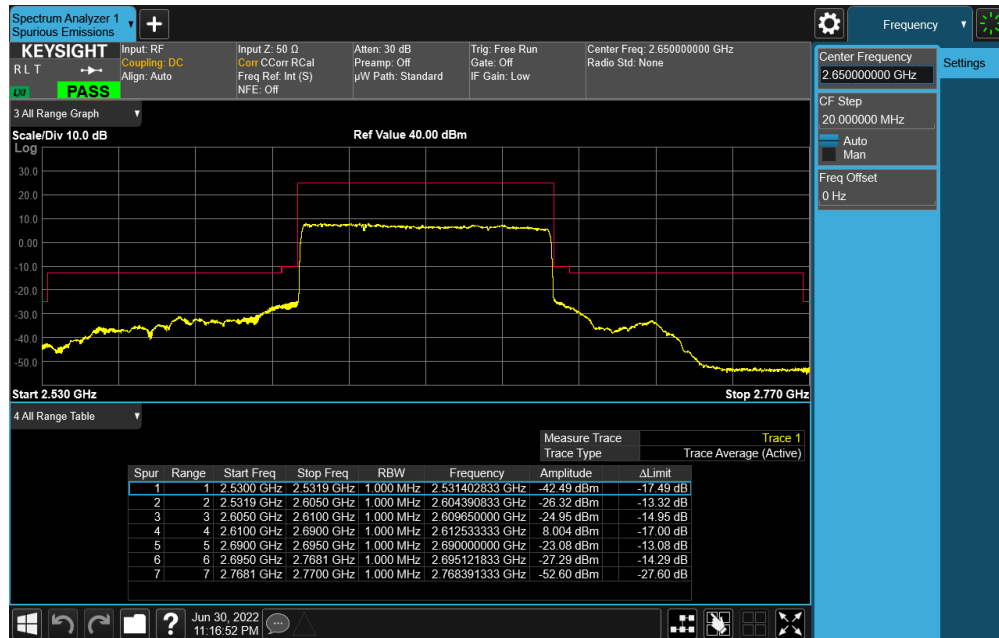 Spectrum Analyzer 1
Spurious Emissions
+
Frequency
KEYSIGHT
R L T
LXI
PASS
Input: RF
Coupling: DC
Align: Auto
Input Z: 50 Ω
Corr CCorr RCal
Freq Ref: Int (S)
NFE: Off
Atten: 30 dB
Preamp: Off
µW Path: Standard
Trig: Free Run
Gate: Off
IF Gain: Low
Center Freq: 2.650000000 GHz
Radio Std: None
Center Frequency
2.650000000 GHz
Settings
CF Step
20.000000 MHz
Auto
Man
Freq Offset
0 Hz
3 All Range Graph
Scale/Div 10.0 dB
Ref Value 40.00 dBm
Log
30.0
20.0
10.0
0.00
-10.0
-20.0
-30.0
-40.0
-50.0
Start 2.530 GHz
Stop 2.770 GHz
4 All Range Table
Measure Trace Trace 1
Trace Type Trace Average (Active)
Spur Range Start Freq Stop Freq RBW Frequency Amplitude ΔLimit
1 1 2.5300 GHz 2.5319 GHz 1.000 MHz 2.531402833 GHz -42.49 dBm -17.49 dB
2 2 2.5319 GHz 2.6050 GHz 1.000 MHz 2.604390833 GHz -26.32 dBm -13.32 dB
3 3 2.6050 GHz 2.6100 GHz 1.000 MHz 2.609650000 GHz -24.95 dBm -14.95 dB
4 4 2.6100 GHz 2.6900 GHz 1.000 MHz 2.612533333 GHz 8.004 dBm -17.00 dB
5 5 2.6900 GHz 2.6950 GHz 1.000 MHz 2.690000000 GHz -23.08 dBm -13.08 dB
6 6 2.6950 GHz 2.7681 GHz 1.000 MHz 2.695121833 GHz -27.29 dBm -14.29 dB
7 7 2.7681 GHz 2.7700 GHz 1.000 MHz 2.768391333 GHz -52.60 dBm -27.60 dB
?
Jun 30, 2022
11:16:52 PM